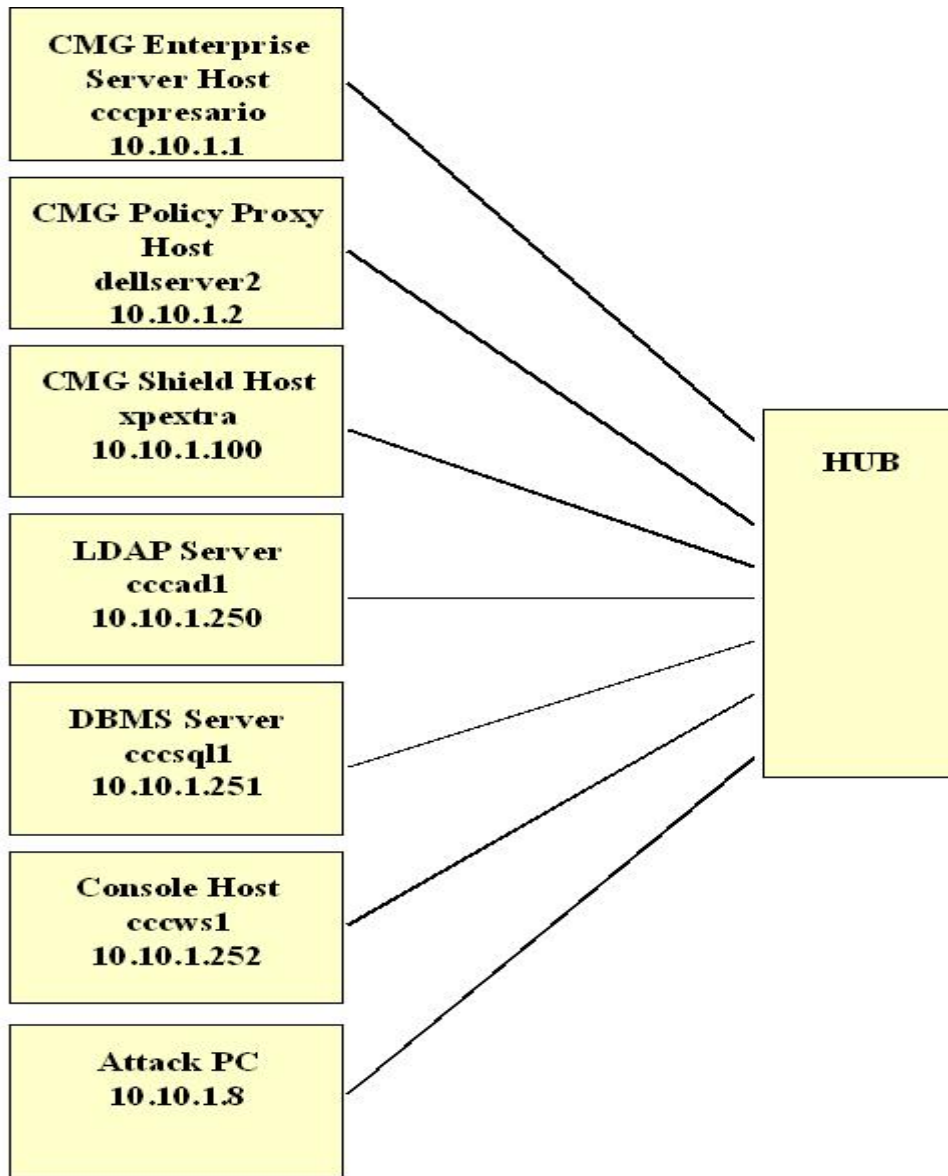 CMG Enterprise
Server Host
cccpresario
10.10.1.1
CMG Policy Proxy
Host
dellserver2
10.10.1.2
CMG Shield Host
xpextra
10.10.1.100
LDAP Server
cccad1
10.10.1.250
DBMS Server
cccsql1
10.10.1.251
Console Host
cccws1
10.10.1.252
Attack PC
10.10.1.8
HUB